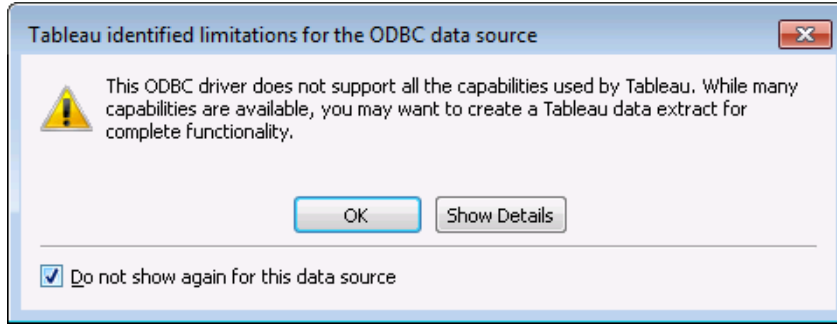 Tableau identified limitations for the ODBC data source
This ODBC driver does not support all the capabilities used by Tableau. While many
capabilities are available, you may want to create a Tableau data extract for
complete functionality.
OK
Show Details
Do not show again for this data source